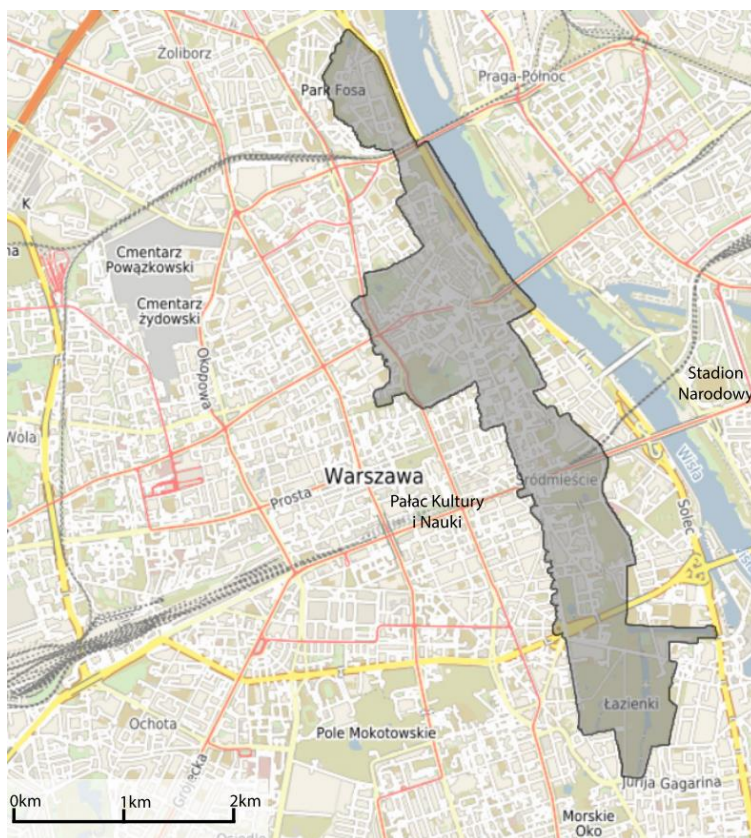 Żoliborz
Park Fosa
Praga-Północ
K
na
Cmentarz
Powązkowski
Cmentarz
żydowski
Okopowa
Stadion
Narodowy
Wola
Warszawa
Prosta
Śródmieście
Wisła
Pałac Kultury
i Nauki
Solec
Łazienki
Ochota
Pole Mokotowskie
Grójecka
Jurija Gagarina
0km
1km
2km
Morskie
Oko